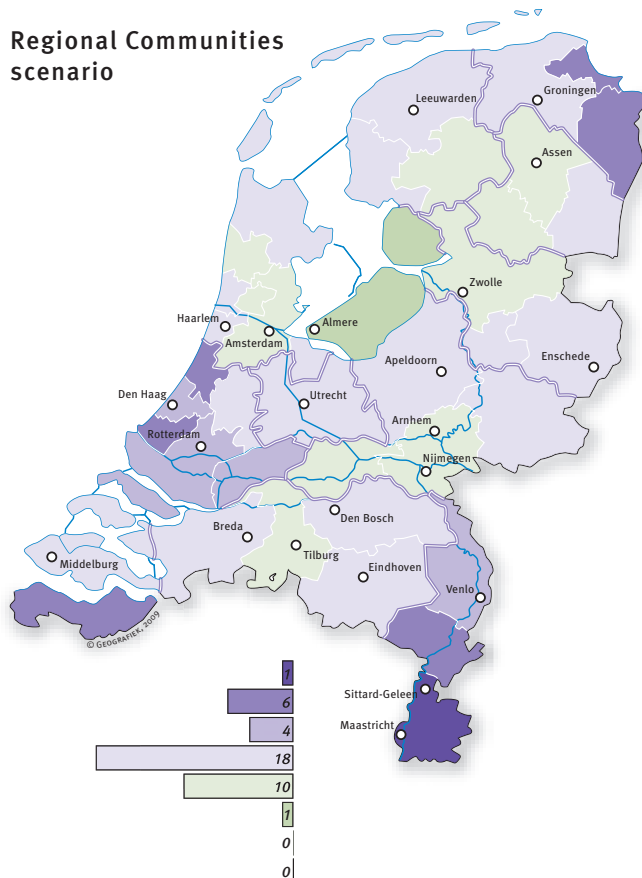 Regional Communities
scenario
Leeuwarden
Groningen
Assen
Zwolle
Haarlem
Amsterdam
Almere
Enschede
Apeldoorn
Den Haag
Utrecht
Arnhem
Rotterdam
Nijmegen
Den Bosch
Breda
Tilburg
Eindhoven
Middelburg
Venlo
© Geografiek, 2009
Sittard-Geleen
Maastricht
1
6
4
18
10
1
0
0